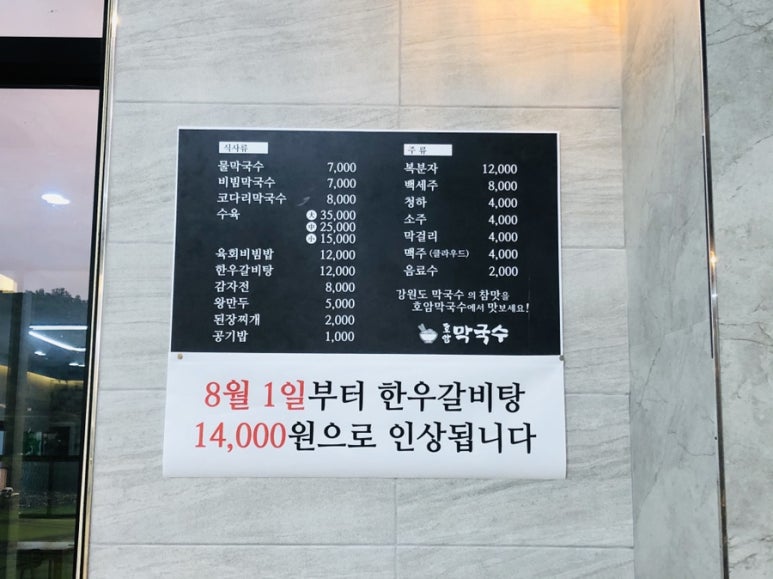 식사류
물막국수 7,000
비빔막국수 7,000
코다리막국수 8,000
수육 大 35,000
中 25,000
小 15,000
육회비빔밥 12,000
한우갈비탕 12,000
감자전 8,000
왕만두 5,000
된장찌개 2,000
공기밥 1,000
주 류
복분자 12,000
백세주 8,000
청하 4,000
소주 4,000
막걸리 4,000
맥주 (클라우드) 4,000
음료수 2,000
강원도 막국수 의 참맛을
호암막국수에서 맛보세요!
호암 막국수
8월 1일부터 한우갈비탕
14,000원으로 인상됩니다